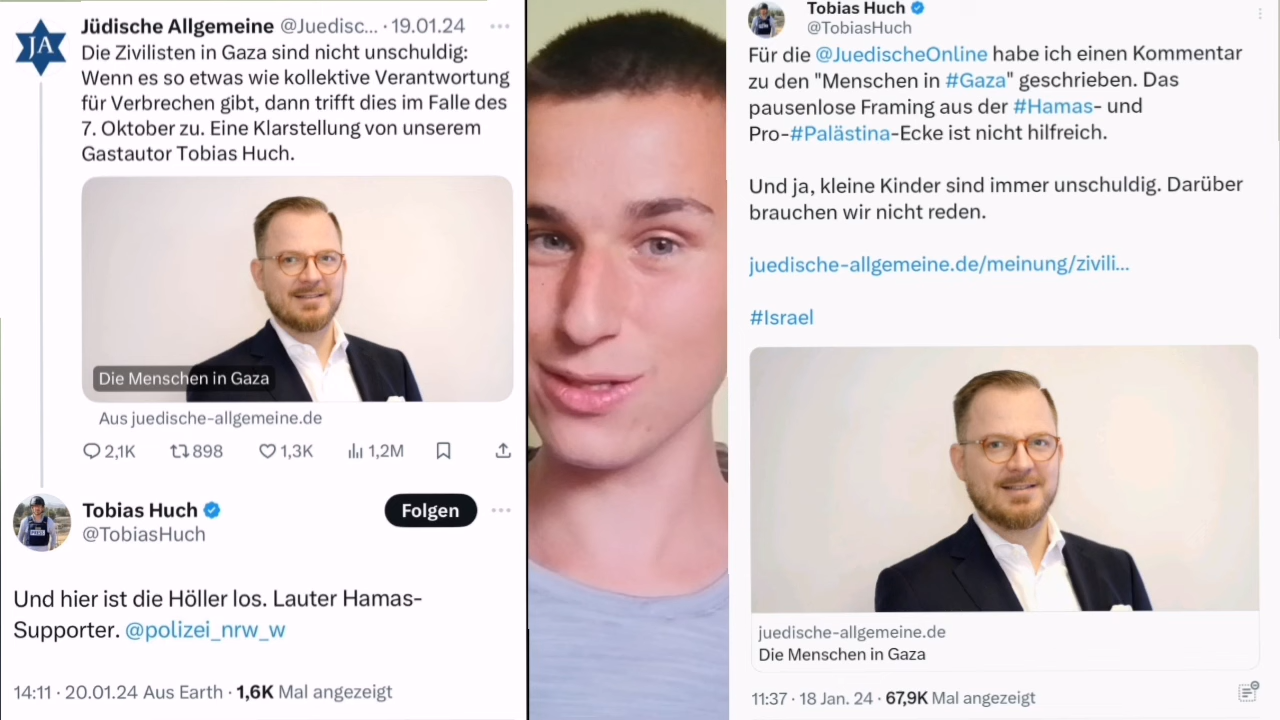 JA
Jüdische Allgemeine @Juedisc... · 19.01.24
Die Zivilisten in Gaza sind nicht unschuldig:
Wenn es so etwas wie kollektive Verantwortung
für Verbrechen gibt, dann trifft dies im Falle des
7. Oktober zu. Eine Klarstellung von unserem
Gastautor Tobias Huch.
Die Menschen in Gaza
Aus juedische-allgemeine.de
2,1K 898 1,3K 1,2M
Tobias Huch
@TobiasHuch
Folgen
Und hier ist die Höller los. Lauter Hamas-
Supporter. @polizei_nrw_w
14:11 · 20.01.24 Aus Earth · 1,6K Mal angezeigt
Tobias Huch
@TobiasHuch
Für die @JuedischeOnline habe ich einen Kommentar
zu den "Menschen in #Gaza" geschrieben. Das
pausenlose Framing aus der #Hamas- und
Pro-#Palästina-Ecke ist nicht hilfreich.
Und ja, kleine Kinder sind immer unschuldig. Darüber
brauchen wir nicht reden.
juedische-allgemeine.de/meinung/zivili...
#Israel
juedische-allgemeine.de
Die Menschen in Gaza
11:37 · 18 Jan. 24 · 67,9K Mal angezeigt